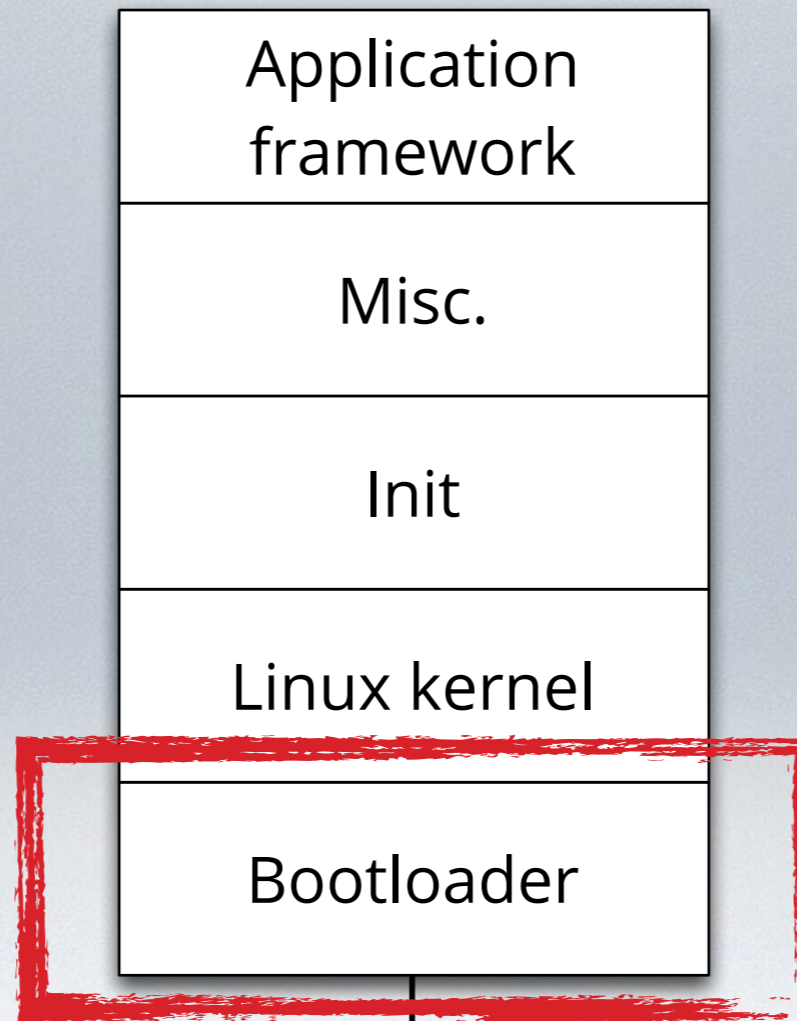 Application
framework
Misc.
Init
Linux kernel
Bootloader